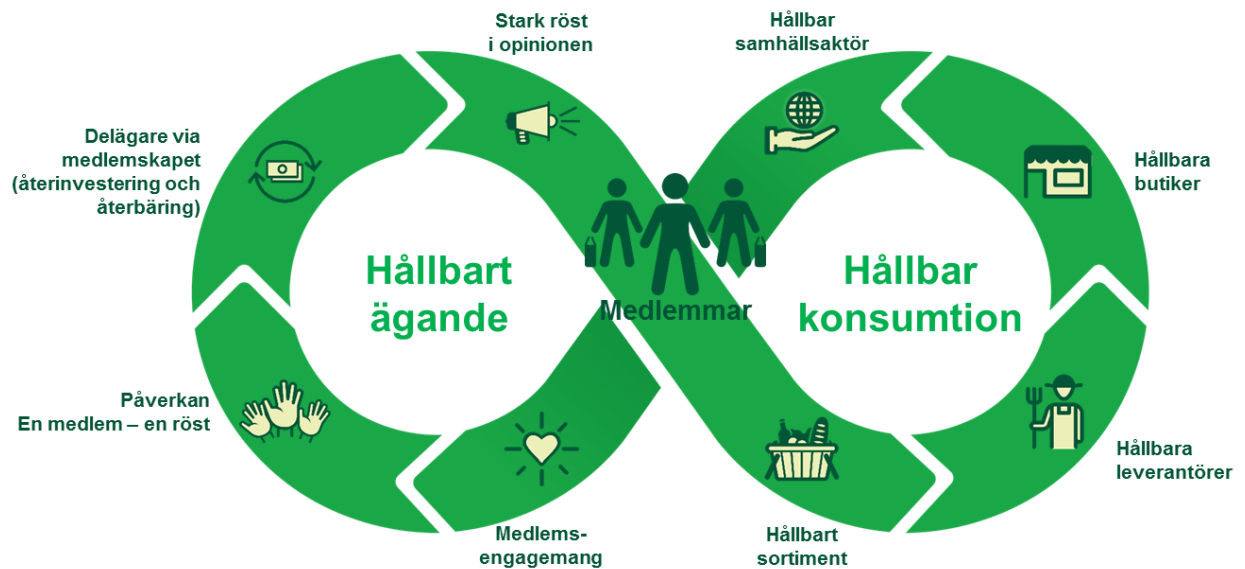 Stark röst
i opinionen
Hållbar
samhällsaktör
Delägare via
medlemskapet
(återinvestering och
återbäring)
Hållbara
butiker
Hållbart
ägande
Medlemmar
Hållbar
konsumtion
Påverkan
En medlem – en röst
Hållbara
leverantörer
Medlems-
engagemang
Hållbart
sortiment